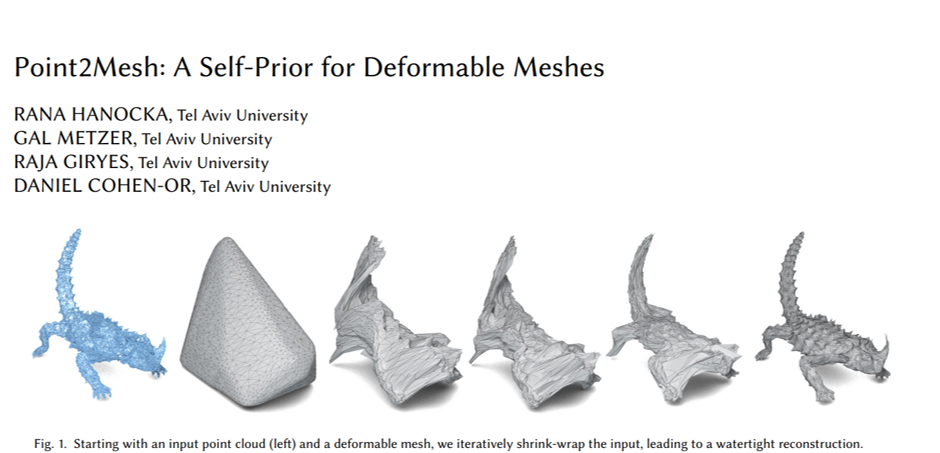 Point2Mesh: A Self-Prior for Deformable Meshes
RANA HANOCKA, Tel Aviv University
GAL METZER, Tel Aviv University
RAJA GIRYES, Tel Aviv University
DANIEL COHEN-OR, Tel Aviv University
Fig. 1. Starting with an input point cloud (left) and a deformable mesh, we iteratively shrink-wrap the input, leading to a watertight reconstruction.